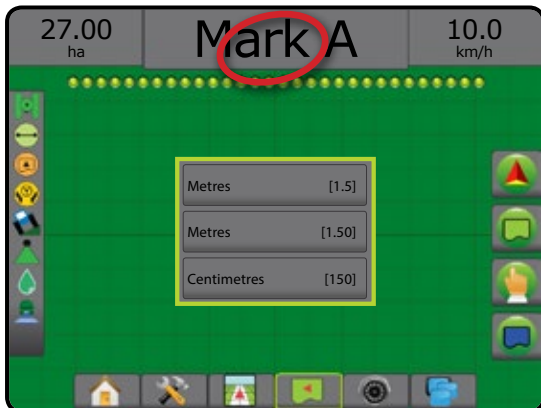 27.00
ha
Mark A
10.0
km/h
Metres [1.5]
Metres [1.50]
Centimetres [150]